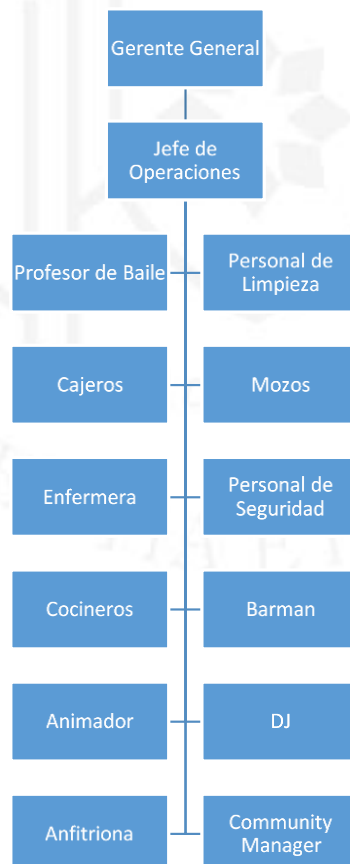 Gerente General
Jefe de
Operaciones
Profesor de Baile
Personal de
Limpieza
Cajeros
Mozos
Enfermera
Personal de
Seguridad
Cocineros
Barman
Animador
DJ
Anfitriona
Community
Manager